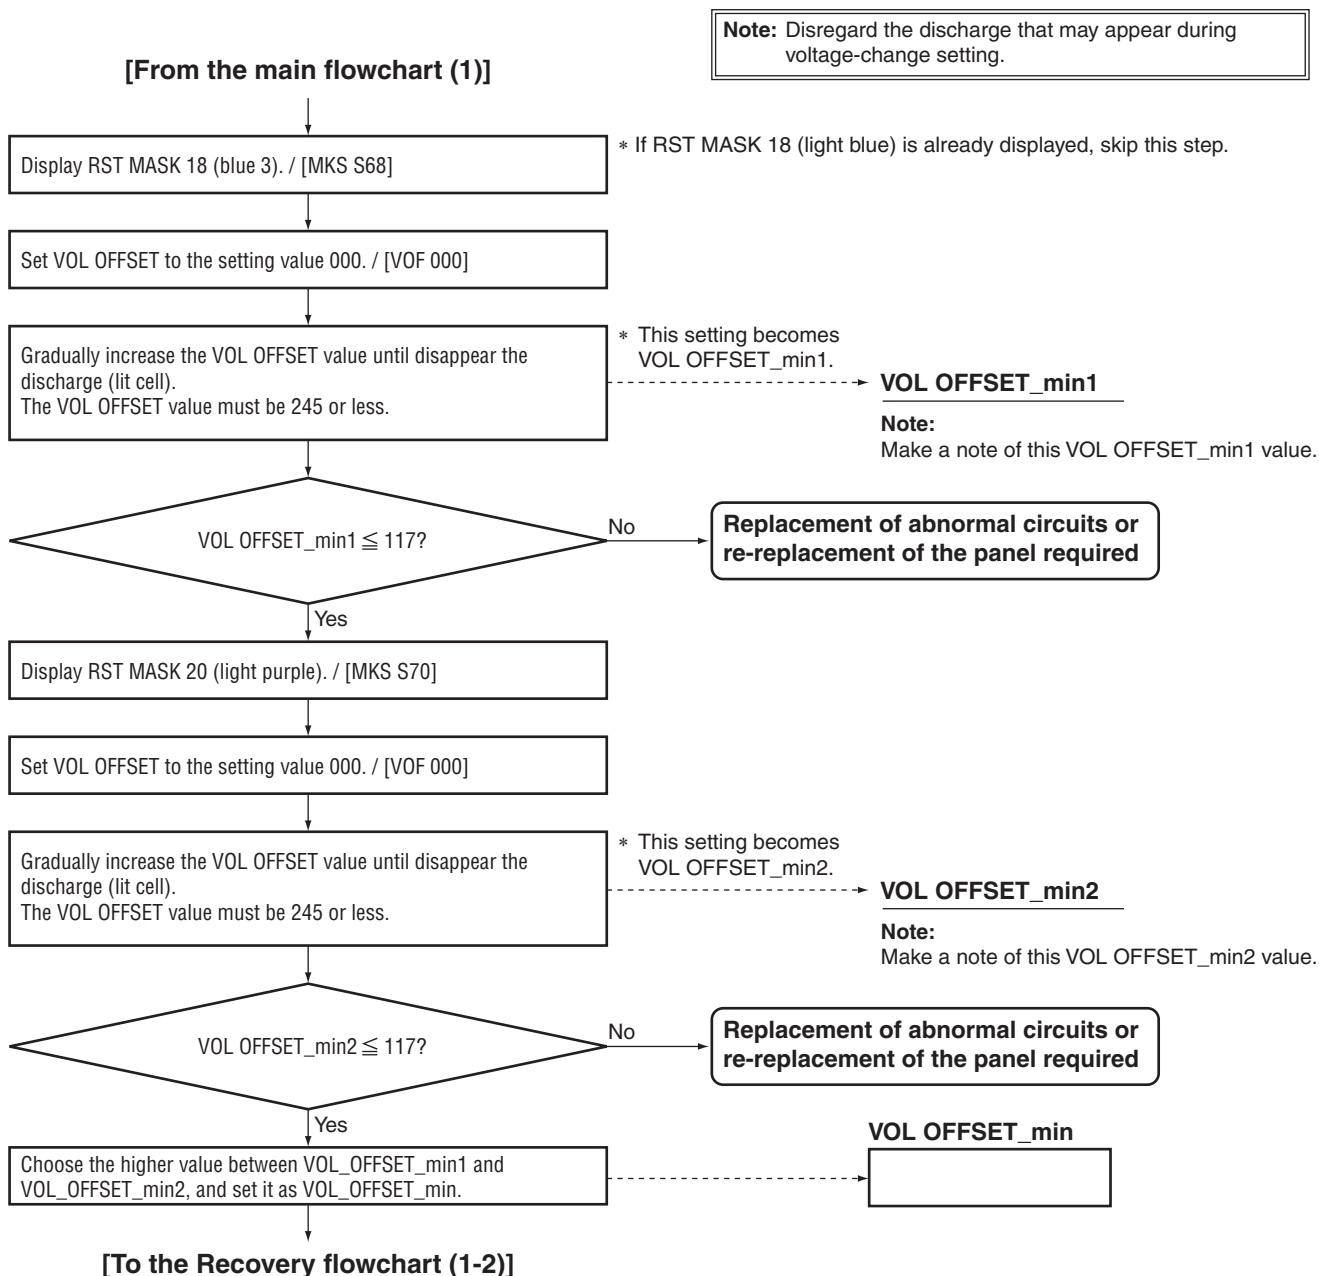 Note: Disregard the discharge that may appear during
voltage-change setting.
[From the main flowchart (1)]
Display RST MASK 18 (blue 3). / [MKS S68]
* If RST MASK 18 (light blue) is already displayed, skip this step.
Set VOL OFFSET to the setting value 000. / [VOF 000]
Gradually increase the VOL OFFSET value until disappear the
discharge (lit cell).
The VOL OFFSET value must be 245 or less.
* This setting becomes
VOL OFFSET_min1.
VOL OFFSET_min1
Note:
Make a note of this VOL OFFSET_min1 value.
VOL OFFSET_min1 ≦ 117?
No
Replacement of abnormal circuits or
re-replacement of the panel required
Yes
Display RST MASK 20 (light purple). / [MKS S70]
Set VOL OFFSET to the setting value 000. / [VOF 000]
Gradually increase the VOL OFFSET value until disappear the
discharge (lit cell).
The VOL OFFSET value must be 245 or less.
* This setting becomes
VOL OFFSET_min2.
VOL OFFSET_min2
Note:
Make a note of this VOL OFFSET_min2 value.
VOL OFFSET_min2 ≦ 117?
No
Replacement of abnormal circuits or
re-replacement of the panel required
Yes
Choose the higher value between VOL_OFFSET_min1 and
VOL_OFFSET_min2, and set it as VOL_OFFSET_min.
VOL OFFSET_min
[To the Recovery flowchart (1-2)]